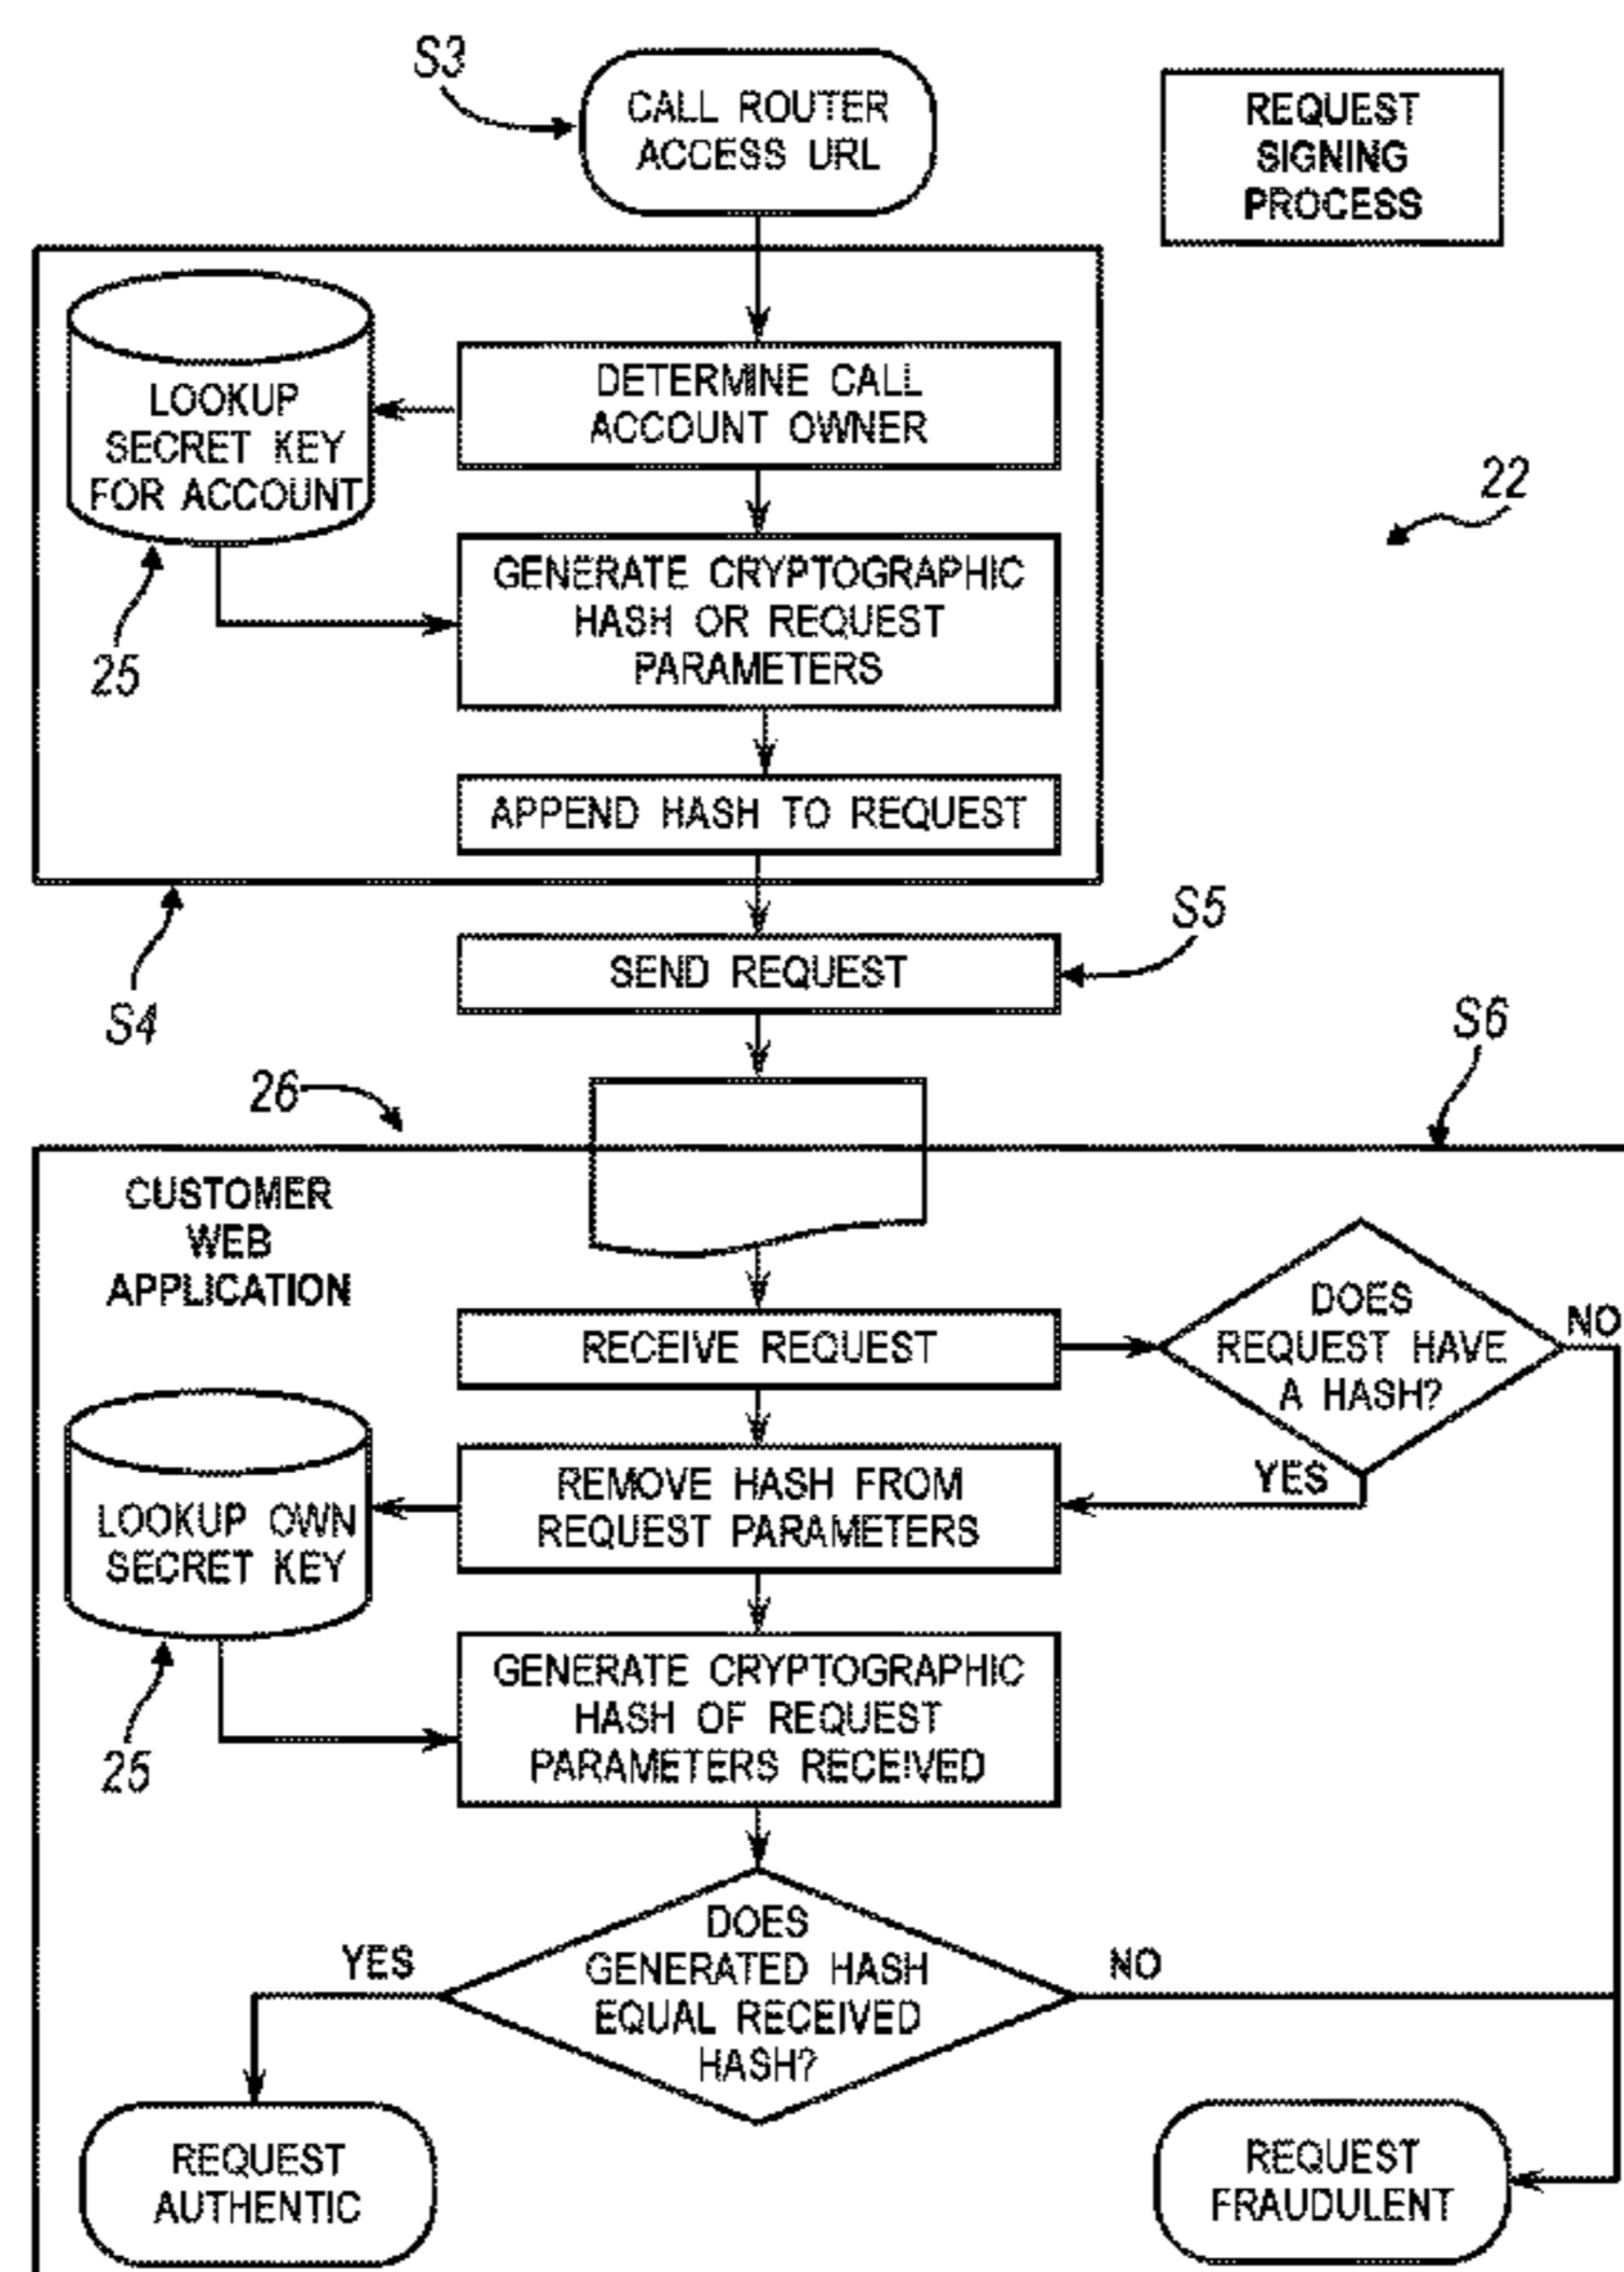 S3
CALL ROUTER
ACCESS URL
REQUEST
SIGNING
PROCESS
LOOKUP
SECRET KEY
FOR ACCOUNT
DETERMINE CALL
ACCOUNT OWNER
22
GENERATE CRYPTOGRAPHIC
HASH OR REQUEST
PARAMETERS
25
APPEND HASH TO REQUEST
S4
SEND REQUEST
S5
26
S6
CUSTOMER
WEB
APPLICATION
RECEIVE REQUEST
DOES
REQUEST HAVE
A HASH?
NO
YES
REMOVE HASH FROM
REQUEST PARAMETERS
LOOKUP OWN
SECRET KEY
25
GENERATE CRYPTOGRAPHIC
HASH OF REQUEST
PARAMETERS RECEIVED
DOES
GENERATED HASH
EQUAL RECEIVED
HASH?
YES
NO
REQUEST
AUTHENTIC
REQUEST
FRAUDULENT